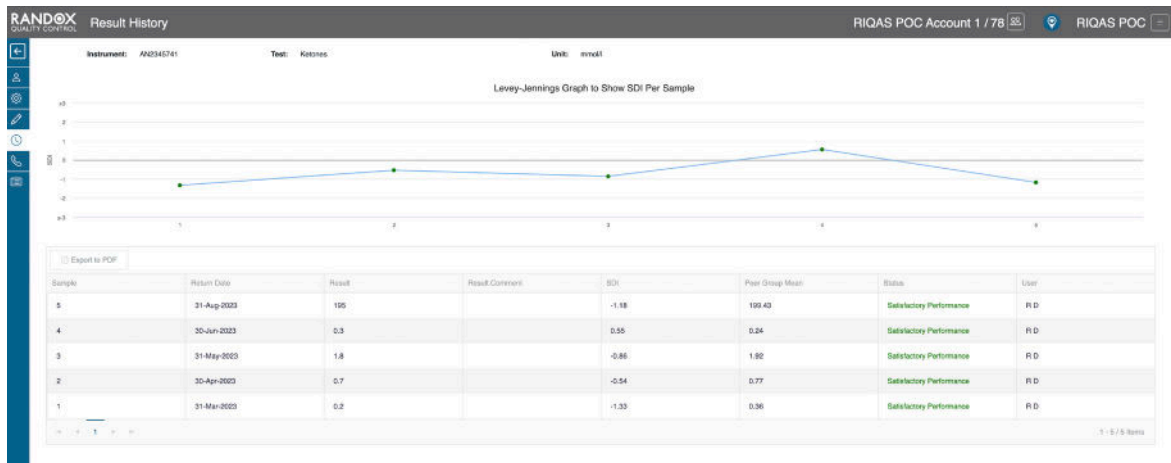 RANDOX Result History RIQAS POC Account 1 / 78 RIQAS POC
QUALITY CONTROL
Instrument: AN2345741 Test: Ketones Unit: mmol/l
Levey-Jennings Graph to Show SDI Per Sample
≥3
2
1
0
-1
-2
≤-3
SDI
1 2 3 4 5
Export to PDF
Sample Return Date Result Result Comment SDI Peer Group Mean Status User
5 31-Aug-2023 195 -1.18 199.43 Satisfactory Performance R D
4 30-Jun-2023 0.3 0.55 0.24 Satisfactory Performance R D
3 31-May-2023 1.8 -0.86 1.92 Satisfactory Performance R D
2 30-Apr-2023 0.7 -0.54 0.77 Satisfactory Performance R D
1 31-Mar-2023 0.2 -1.33 0.36 Satisfactory Performance R D
1 1 - 5 / 5 items